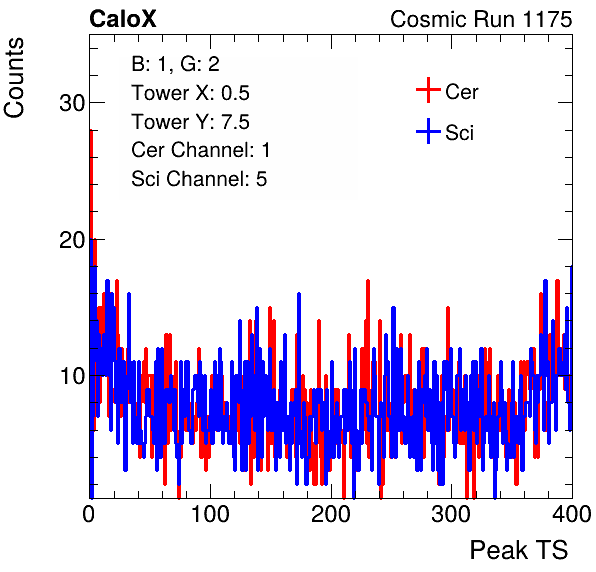 CaloX Cosmic Run 1175
Counts
B: 1, G: 2
Tower X: 0.5
Tower Y: 7.5
Cer Channel: 1
Sci Channel: 5
Cer
Sci
30
20
10
0 100 200 300 400
Peak TS